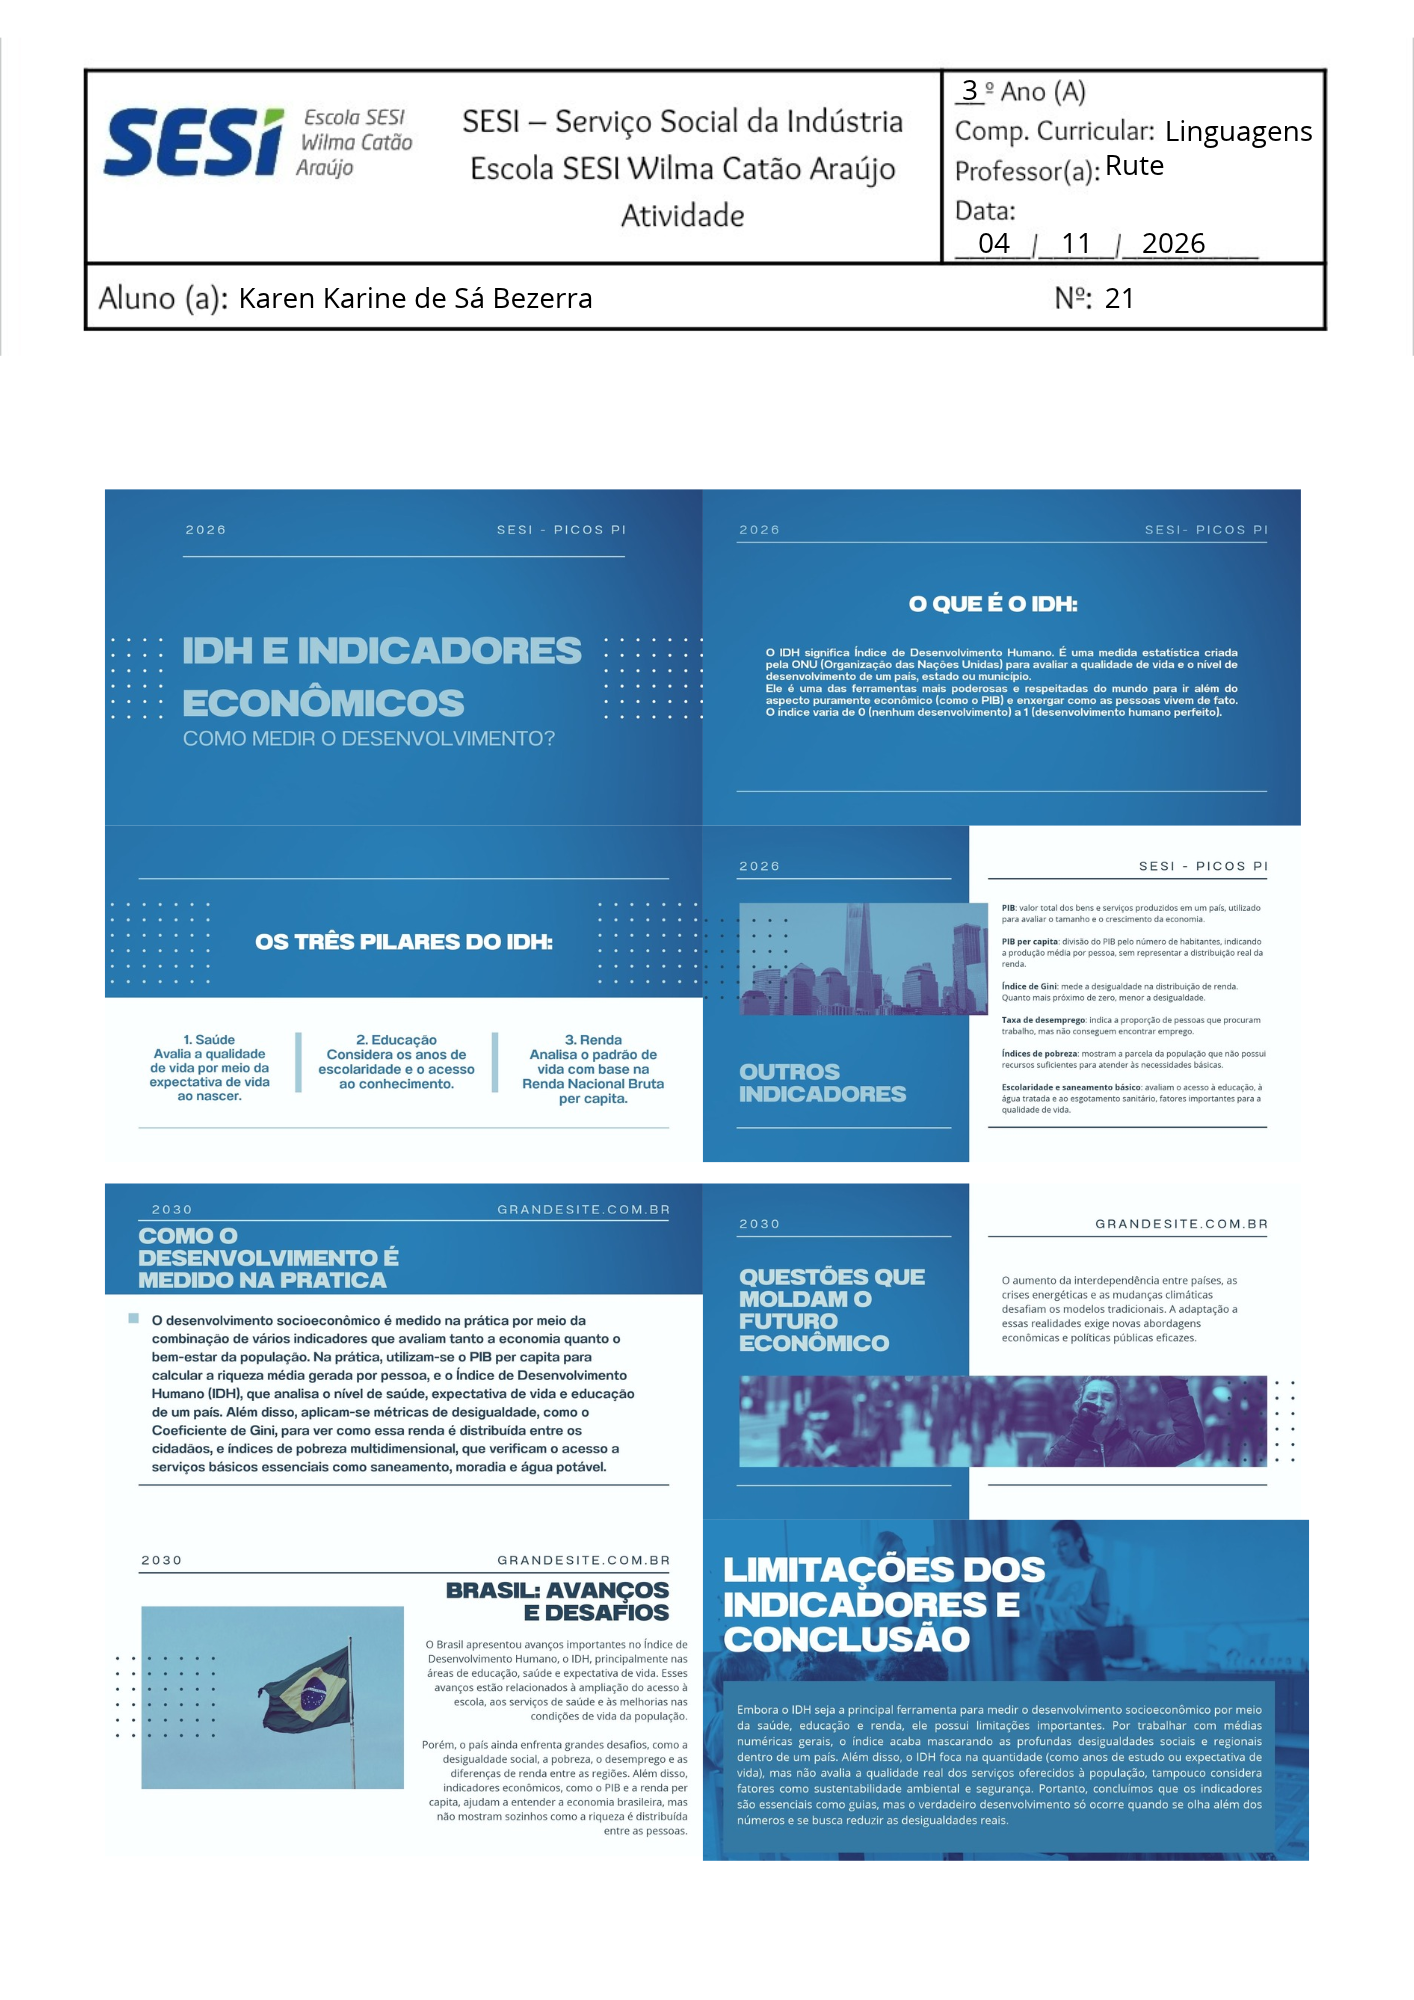 SESI
Escola SESI
Wilma Catão
Araújo
SESI – Serviço Social da Indústria
Escola SESI Wilma Catão Araújo
Atividade
3 º Ano (A)
Comp. Curricular: Linguagens
Professor(a): Rute
Data:
04 / 11 / 2026
Aluno (a): Karen Karine de Sá Bezerra
Nº: 21
2026
SESI - PICOS PI
IDH E INDICADORES
ECONÔMICOS
COMO MEDIR O DESENVOLVIMENTO?
2026
SESI- PICOS PI
O QUE É O IDH:
O IDH significa Índice de Desenvolvimento Humano. É uma medida estatística criada
pela ONU (Organização das Nações Unidas) para avaliar a qualidade de vida e o nível de
desenvolvimento de um país, estado ou município.
Ele é uma das ferramentas mais poderosas e respeitadas do mundo para ir além do
aspecto puramente econômico (como o PIB) e enxergar como as pessoas vivem de fato.
O índice varia de 0 (nenhum desenvolvimento) a 1 (desenvolvimento humano perfeito).
OS TRÊS PILARES DO IDH:
1. Saúde
Avalia a qualidade
de vida por meio da
expectativa de vida
ao nascer.
2. Educação
Considera os anos de
escolaridade e o acesso
ao conhecimento.
3. Renda
Analisa o padrão de
vida com base na
Renda Nacional Bruta
per capita.
2026
SESI - PICOS PI
OUTROS
INDICADORES
PIB: valor total dos bens e serviços produzidos em um país, utilizado
para avaliar o tamanho e o crescimento da economia.
PIB per capita: divisão do PIB pelo número de habitantes, indicando
a produção média por pessoa, sem representar a distribuição real da
renda.
Índice de Gini: mede a desigualdade na distribuição de renda.
Quanto mais próximo de zero, menor a desigualdade.
Taxa de desemprego: indica a proporção de pessoas que procuram
trabalho, mas não conseguem encontrar emprego.
Índices de pobreza: mostram a parcela da população que não possui
recursos suficientes para atender às necessidades básicas.
Escolaridade e saneamento básico: avaliam o acesso à educação, à
água tratada e ao esgotamento sanitário, fatores importantes para a
qualidade de vida.
2030
GRANDESITE.COM.BR
COMO O
DESENVOLVIMENTO É
MEDIDO NA PRATICA
O desenvolvimento socioeconômico é medido na prática por meio da
combinação de vários indicadores que avaliam tanto a economia quanto o
bem-estar da população. Na prática, utilizam-se o PIB per capita para
calcular a riqueza média gerada por pessoa, e o Índice de Desenvolvimento
Humano (IDH), que analisa o nível de saúde, expectativa de vida e educação
de um país. Além disso, aplicam-se métricas de desigualdade, como o
Coeficiente de Gini, para ver como essa renda é distribuída entre os
cidadãos, e índices de pobreza multidimensional, que verificam o acesso a
serviços básicos essenciais como saneamento, moradia e água potável.
2030
GRANDESITE.COM.BR
QUESTÕES QUE
MOLDAM O
FUTURO
ECONÔMICO
O aumento da interdependência entre países, as
crises energéticas e as mudanças climáticas
desafiam os modelos tradicionais. A adaptação a
essas realidades exige novas abordagens
econômicas e políticas públicas eficazes.
2030
GRANDESITE.COM.BR
BRASIL: AVANÇOS
E DESAFIOS
O Brasil apresentou avanços importantes no Índice de
Desenvolvimento Humano, o IDH, principalmente nas
áreas de educação, saúde e expectativa de vida. Esses
avanços estão relacionados à ampliação do acesso à
escola, aos serviços de saúde e às melhorias nas
condições de vida da população.
Porém, o país ainda enfrenta grandes desafios, como a
desigualdade social, a pobreza, o desemprego e as
diferenças de renda entre as regiões. Além disso,
indicadores econômicos, como o PIB e a renda per
capita, ajudam a entender a economia brasileira, mas
não mostram sozinhos como a riqueza é distribuída
entre as pessoas.
LIMITAÇÕES DOS
INDICADORES E
CONCLUSÃO
Embora o IDH seja a principal ferramenta para medir o desenvolvimento socioeconômico por meio
da saúde, educação e renda, ele possui limitações importantes. Por trabalhar com médias
numéricas gerais, o índice acaba mascarando as profundas desigualdades sociais e regionais
dentro de um país. Além disso, o IDH foca na quantidade (como anos de estudo ou expectativa de
vida), mas não avalia a qualidade real dos serviços oferecidos à população, tampouco considera
fatores como sustentabilidade ambiental e segurança. Portanto, concluímos que os indicadores
são essenciais como guias, mas o verdadeiro desenvolvimento só ocorre quando se olha além dos
números e se busca reduzir as desigualdades reais.